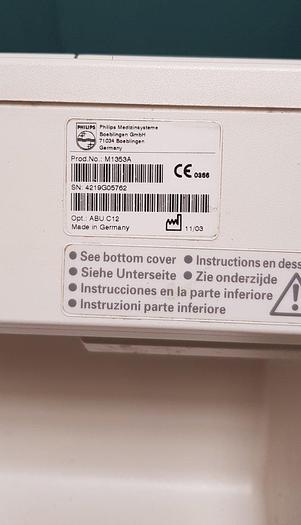 PHILIPS
Philips Medizinsysteme
Boeblingen GmbH
71034 Boeblingen
Germany
Prod.No.: M1353A
CE 0366
SN: 4219G05762
Opt.: ABU C12
Made in Germany
11/03
● See bottom cover ● Instructions en dess
● Siehe Unterseite ● Zie onderzijde
● Instrucciones en la parte inferiore
● Instruzioni parte inferiore